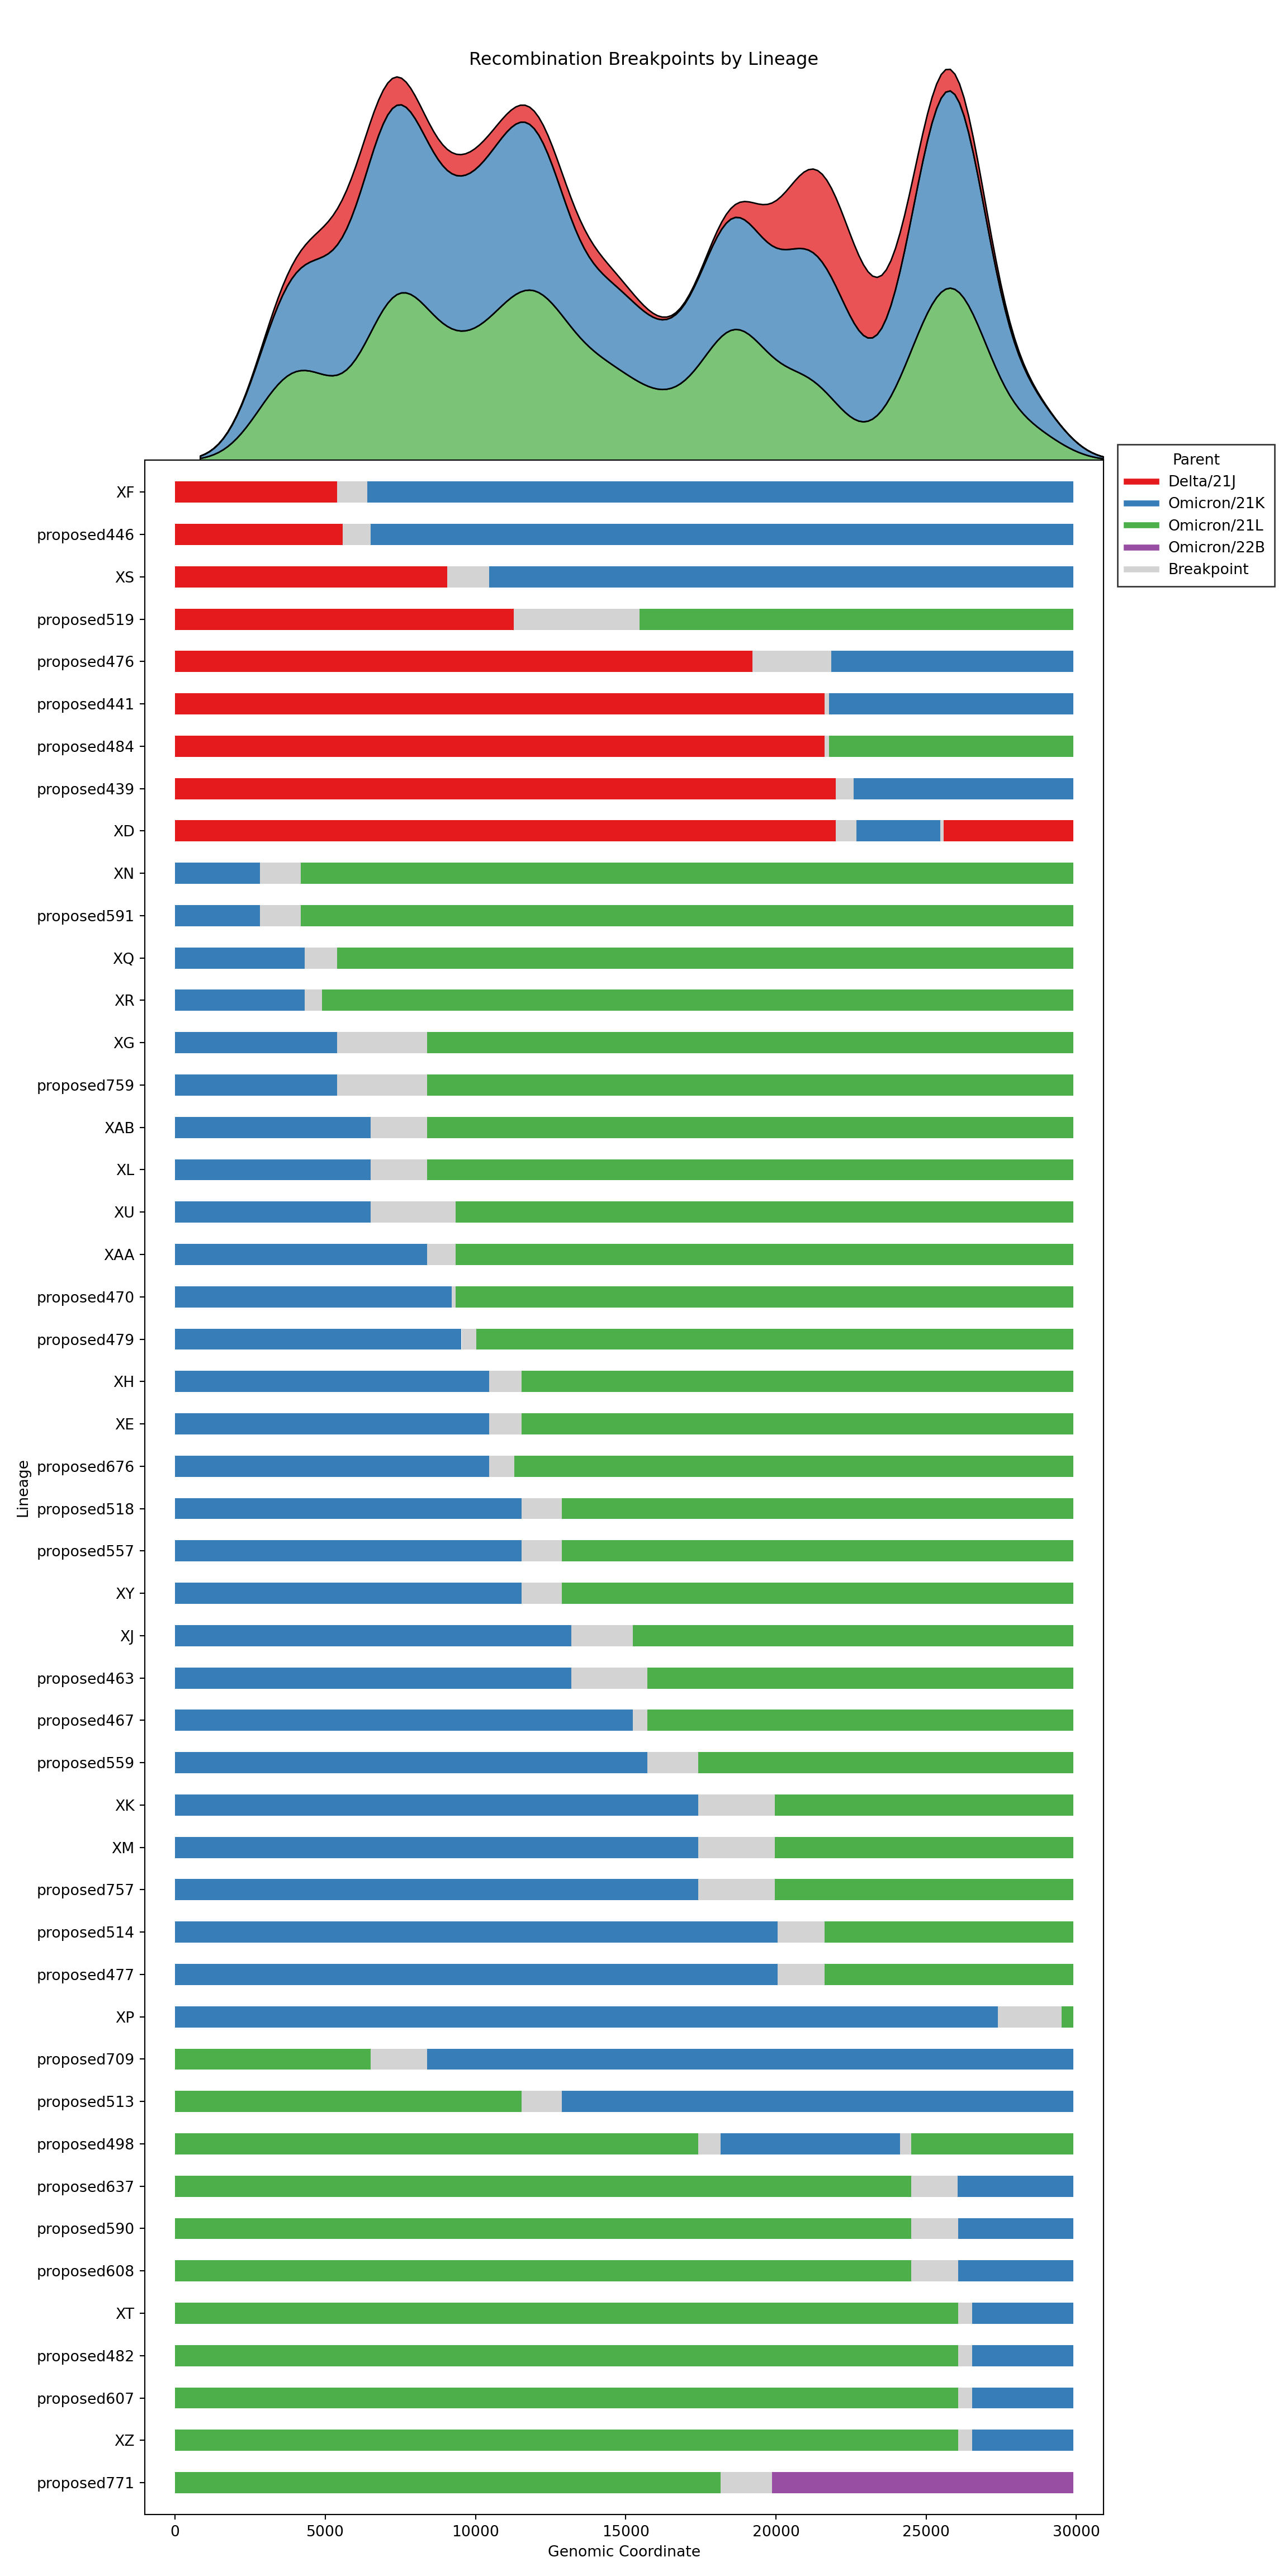 Recombination Breakpoints by Lineage
Parent
Delta/21J
Omicron/21K
Omicron/21L
Omicron/22B
Breakpoint
XF
proposed446
XS
proposed519
proposed476
proposed441
proposed484
proposed439
XD
XN
proposed591
XQ
XR
XG
proposed759
XAB
XL
XU
XAA
proposed470
proposed479
XH
XE
proposed676
proposed518
proposed557
XY
XJ
proposed463
proposed467
proposed559
XK
XM
proposed757
proposed514
proposed477
XP
proposed709
proposed513
proposed498
proposed637
proposed590
proposed608
XT
proposed482
proposed607
XZ
proposed771
Lineage
0 5000 10000 15000 20000 25000 30000
Genomic Coordinate